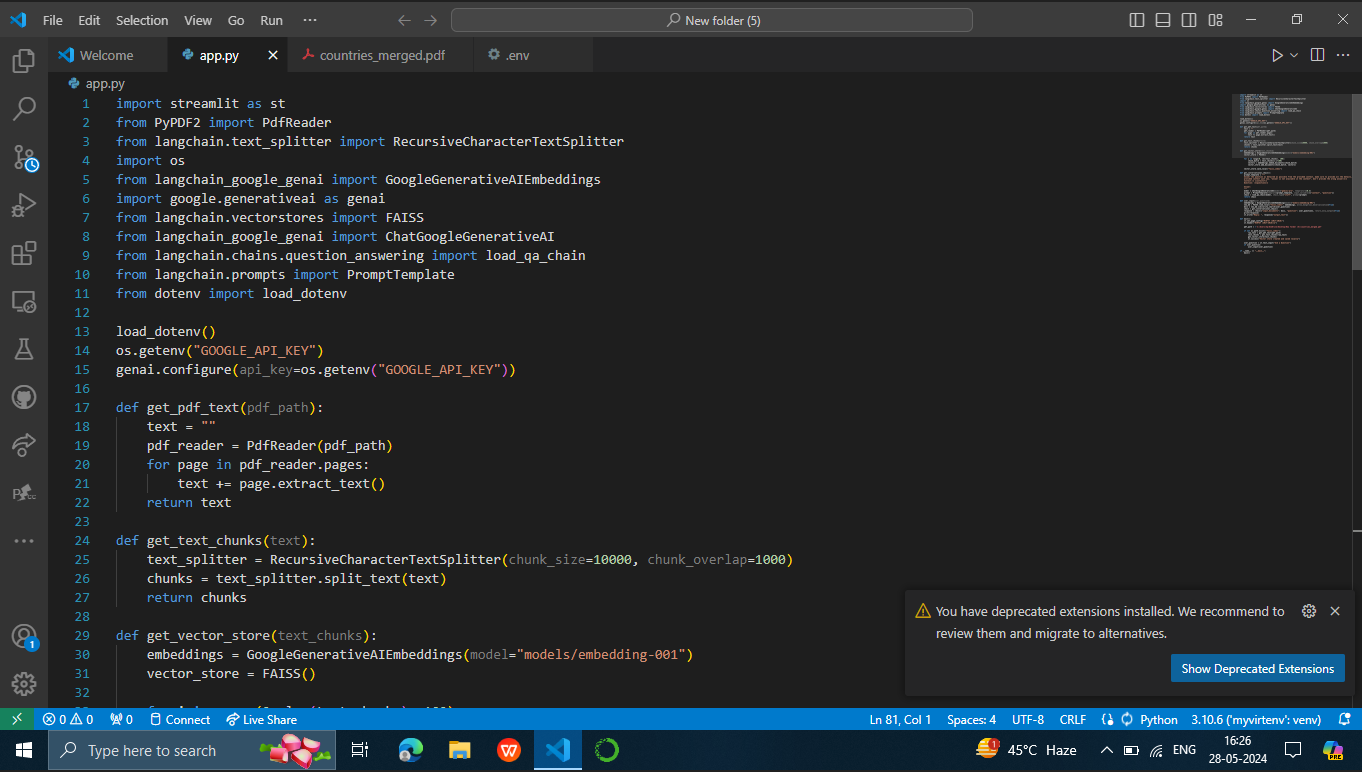 File Edit Selection View Go Run ···
New folder (5)
Welcome
app.py
countries_merged.pdf
.env
app.py
1 import streamlit as st
2 from PyPDF2 import PdfReader
3 from langchain.text_splitter import RecursiveCharacterTextSplitter
4 import os
5 from langchain_google_genai import GoogleGenerativeAIEmbeddings
6 import google.generativeai as genai
7 from langchain.vectorstores import FAISS
8 from langchain_google_genai import ChatGoogleGenerativeAI
9 from langchain.chains.question_answering import load_qa_chain
10 from langchain.prompts import PromptTemplate
11 from dotenv import load_dotenv
12
13 load_dotenv()
14 os.getenv("GOOGLE_API_KEY")
15 genai.configure(api_key=os.getenv("GOOGLE_API_KEY"))
16
17 def get_pdf_text(pdf_path):
18     text = ""
19     pdf_reader = PdfReader(pdf_path)
20     for page in pdf_reader.pages:
21         text += page.extract_text()
22     return text
23
24 def get_text_chunks(text):
25     text_splitter = RecursiveCharacterTextSplitter(chunk_size=10000, chunk_overlap=1000)
26     chunks = text_splitter.split_text(text)
27     return chunks
28
29 def get_vector_store(text_chunks):
30     embeddings = GoogleGenerativeAIEmbeddings(model="models/embedding-001")
31     vector_store = FAISS()
32
You have deprecated extensions installed. We recommend to
review them and migrate to alternatives.
Show Deprecated Extensions
1
0 0 0 Connect Live Share Ln 81, Col 1 Spaces: 4 UTF-8 CRLF Python 3.10.6 ('myvirtenv': venv)
Type here to search
1
45°C Haze
ENG
16:26
28-05-2024
PRE